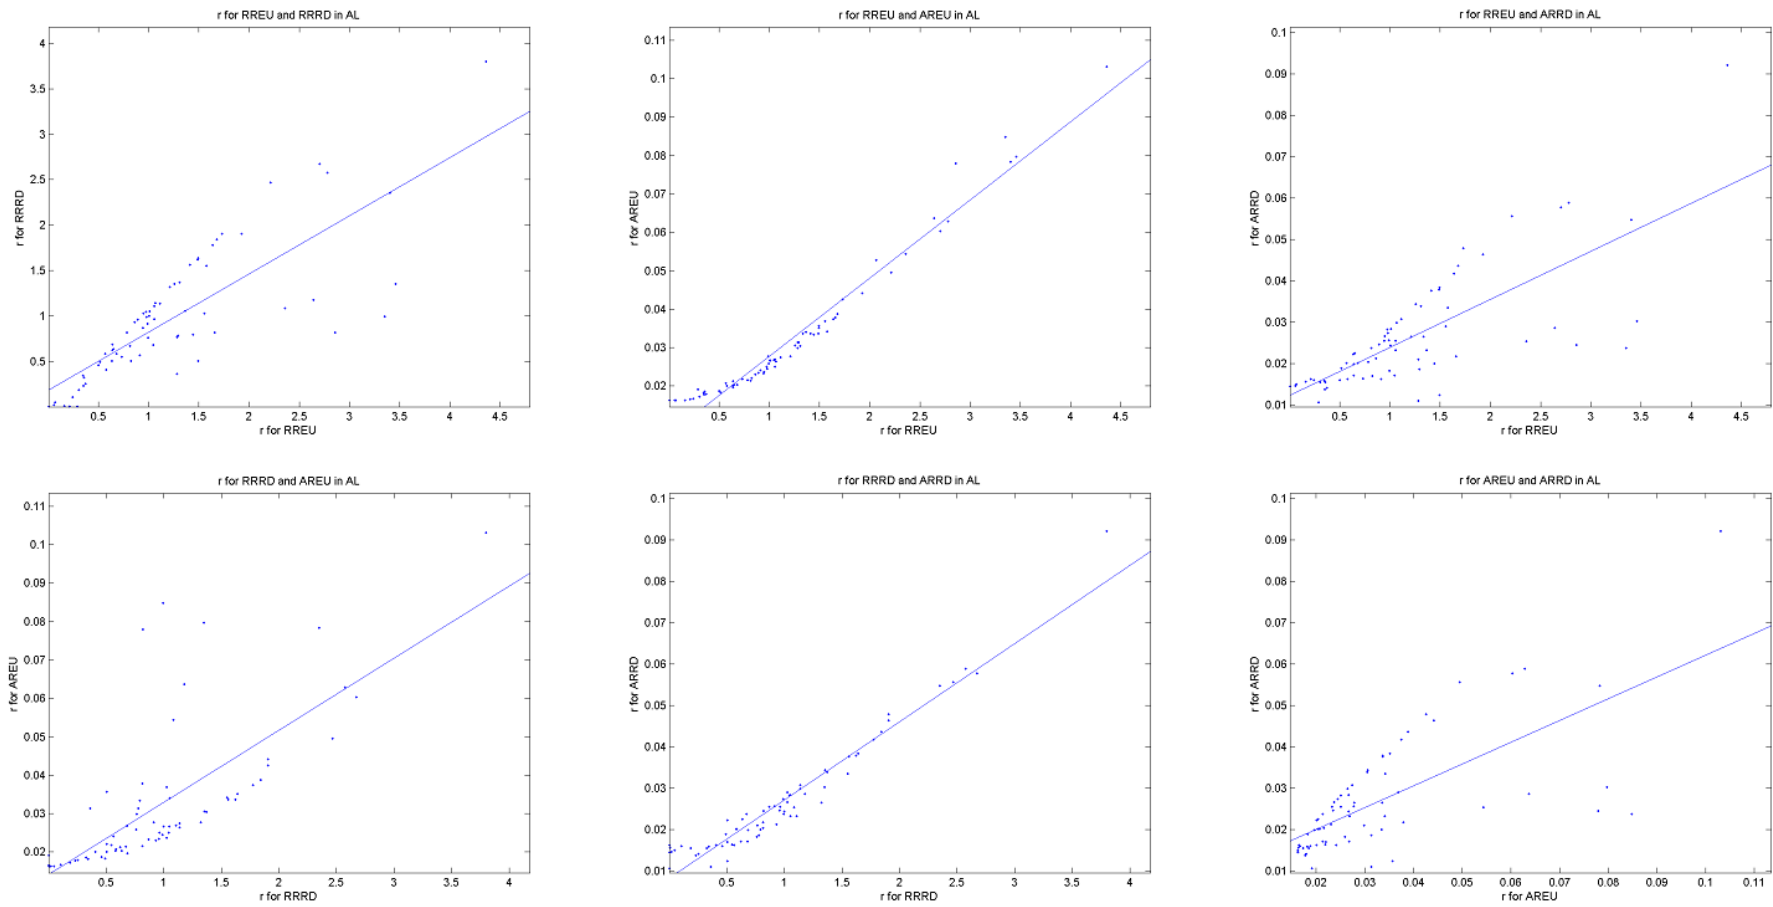 r for RREU and RRRD in AL
4
3.5
3
2.5
2
1.5
1
0.5
r for RRRD
0.5 1 1.5 2 2.5 3 3.5 4 4.5
r for RREU
r for RREU and AREU in AL
0.11
0.1
0.09
0.08
0.07
0.06
0.05
0.04
0.03
0.02
r for AREU
0.5 1 1.5 2 2.5 3 3.5 4 4.5
r for RREU
r for RREU and ARRD in AL
0.1
0.09
0.08
0.07
0.06
0.05
0.04
0.03
0.02
0.01
r for ARRD
0.5 1 1.5 2 2.5 3 3.5 4 4.5
r for RREU
r for RRRD and AREU in AL
0.11
0.1
0.09
0.08
0.07
0.06
0.05
0.04
0.03
0.02
r for AREU
0.5 1 1.5 2 2.5 3 3.5 4
r for RRRD
r for RRRD and ARRD in AL
0.1
0.09
0.08
0.07
0.06
0.05
0.04
0.03
0.02
0.01
r for ARRD
0.5 1 1.5 2 2.5 3 3.5 4
r for RRRD
r for AREU and ARRD in AL
0.1
0.09
0.08
0.07
0.06
0.05
0.04
0.03
0.02
0.01
r for ARRD
0.02 0.03 0.04 0.05 0.06 0.07 0.08 0.09 0.1 0.11
r for AREU